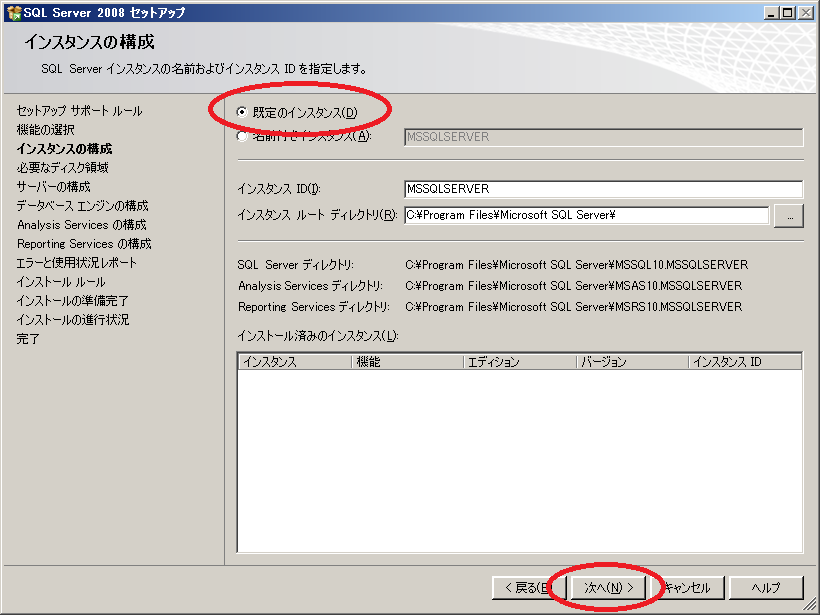 SQL Server 2008 セットアップ
インスタンスの構成
SQL Server インスタンスの名前およびインスタンス ID を指定します。
セットアップ サポート ルール
機能の選択
インスタンスの構成
必要なディスク領域
サーバーの構成
データベース エンジンの構成
Analysis Services の構成
Reporting Services の構成
エラーと使用状況レポート
インストール ルール
インストールの準備完了
インストールの進行状況
完了
既定のインスタンス(D)
名前付きインスタンス(A): MSSQLSERVER
インスタンス ID(I): MSSQLSERVER
インスタンス ルート ディレクトリ(R): C:¥Program Files¥Microsoft SQL Server¥ ...
SQL Server ディレクトリ: C:¥Program Files¥Microsoft SQL Server¥MSSQL10.MSSQLSERVER
Analysis Services ディレクトリ: C:¥Program Files¥Microsoft SQL Server¥MSAS10.MSSQLSERVER
Reporting Services ディレクトリ: C:¥Program Files¥Microsoft SQL Server¥MSRS10.MSSQLSERVER
インストール済みのインスタンス(L):
インスタンス 機能 エディション バージョン インスタンス ID
< 戻る(B) 次へ(N) > キャンセル ヘルプ